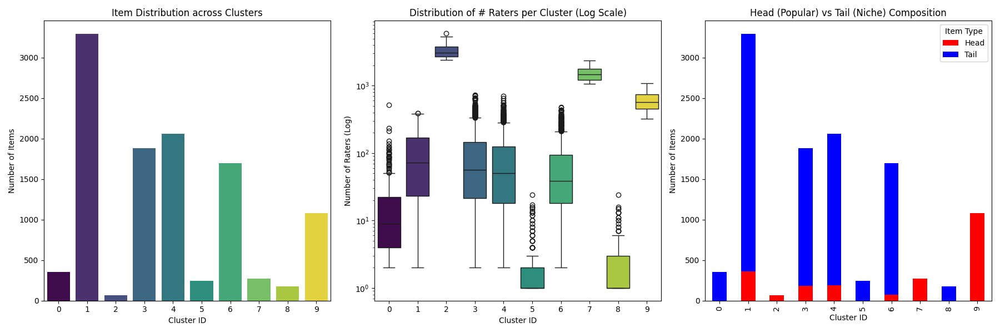 Item Distribution across Clusters
Number of Items
3000
2500
2000
1500
1000
500
0
0 1 2 3 4 5 6 7 8 9
Cluster ID
Distribution of # Raters per Cluster (Log Scale)
Number of Raters (Log)
10³
10²
10¹
10⁰
0 1 2 3 4 5 6 7 8 9
Cluster ID
Head (Popular) vs Tail (Niche) Composition
Item Type
Head
Tail
Number of Items
3000
2500
2000
1500
1000
500
0
0 1 2 3 4 5 6 7 8 9
Cluster ID